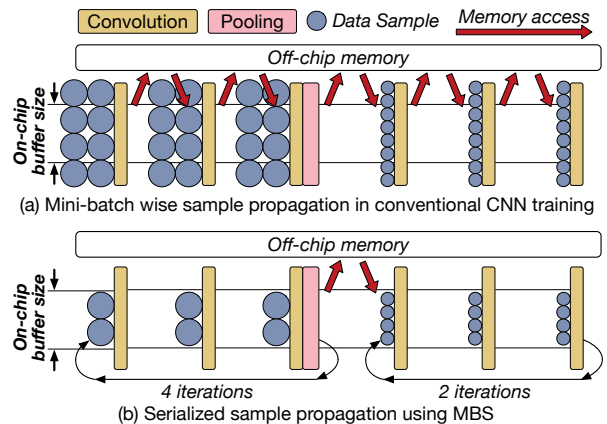 Convolution Pooling Data Sample Memory access
Off-chip memory
On-chip
buffer size
(a) Mini-batch wise sample propagation in conventional CNN training
Off-chip memory
On-chip
buffer size
4 iterations 2 iterations
(b) Serialized sample propagation using MBS